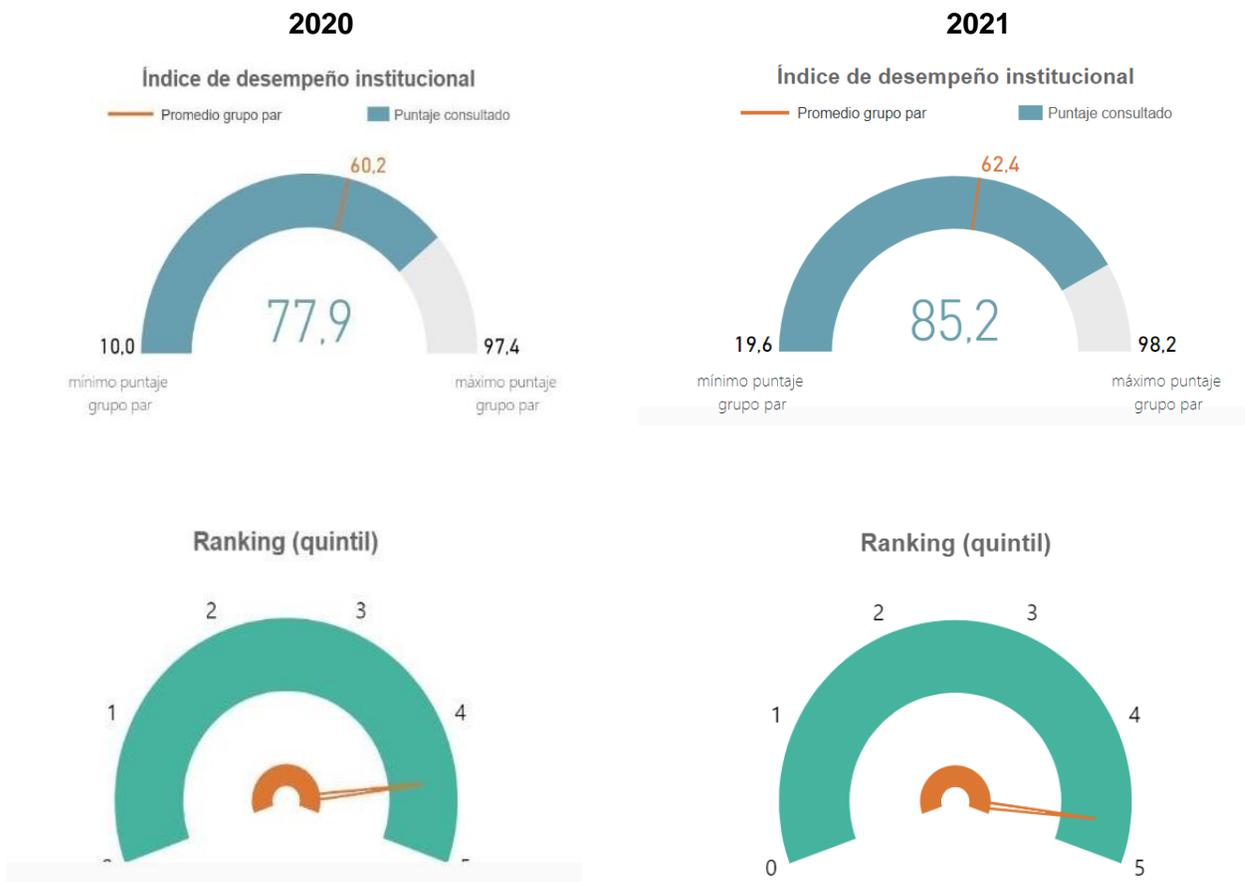 2020
Índice de desempeño institucional
Promedio grupo par
Puntaje consultado
60,2
77,9
10,0
97,4
mínimo puntaje
grupo par
máximo puntaje
grupo par
2021
Índice de desempeño institucional
Promedio grupo par
Puntaje consultado
62,4
85,2
19,6
98,2
mínimo puntaje
grupo par
máximo puntaje
grupo par
Ranking (quintil)
1
2
3
4
Ranking (quintil)
0
1
2
3
4
5